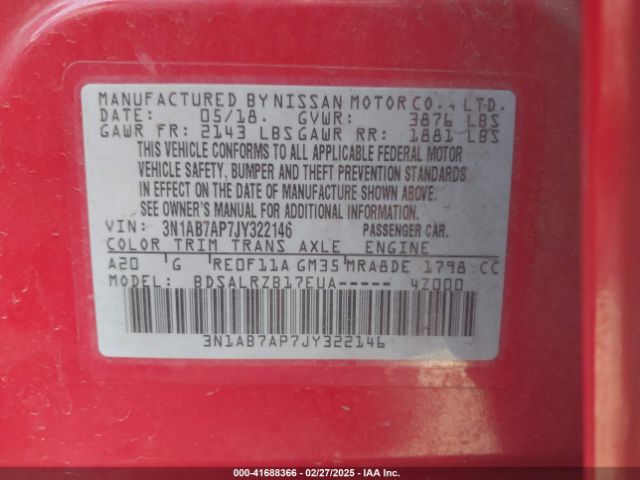 MANUFACTURED BY NISSAN MOTOR CO., LTD.
DATE: 05/18. GVWR: 3876 LBS
GAWR FR: 2143 LBS GAWR RR: 1881 LBS
THIS VEHICLE CONFORMS TO ALL APPLICABLE FEDERAL MOTOR
VEHICLE SAFETY, BUMPER AND THEFT PREVENTION STANDARDS
IN EFFECT ON THE DATE OF MANUFACTURE SHOWN ABOVE.
SEE OWNER'S MANUAL FOR ADDITIONAL INFORMATION.
VIN: 3N1AB7AP7JY322146 PASSENGER CAR.
COLOR TRIM TRANS AXLE ENGINE
A20 G RE0F11A GM35 MRA8DE 1798 CC
MODEL: BDSALRZB17EUA----- 4Z000
3N1AB7AP7JY322146
000-41688366 | 02/27/2025 | IAA Inc.